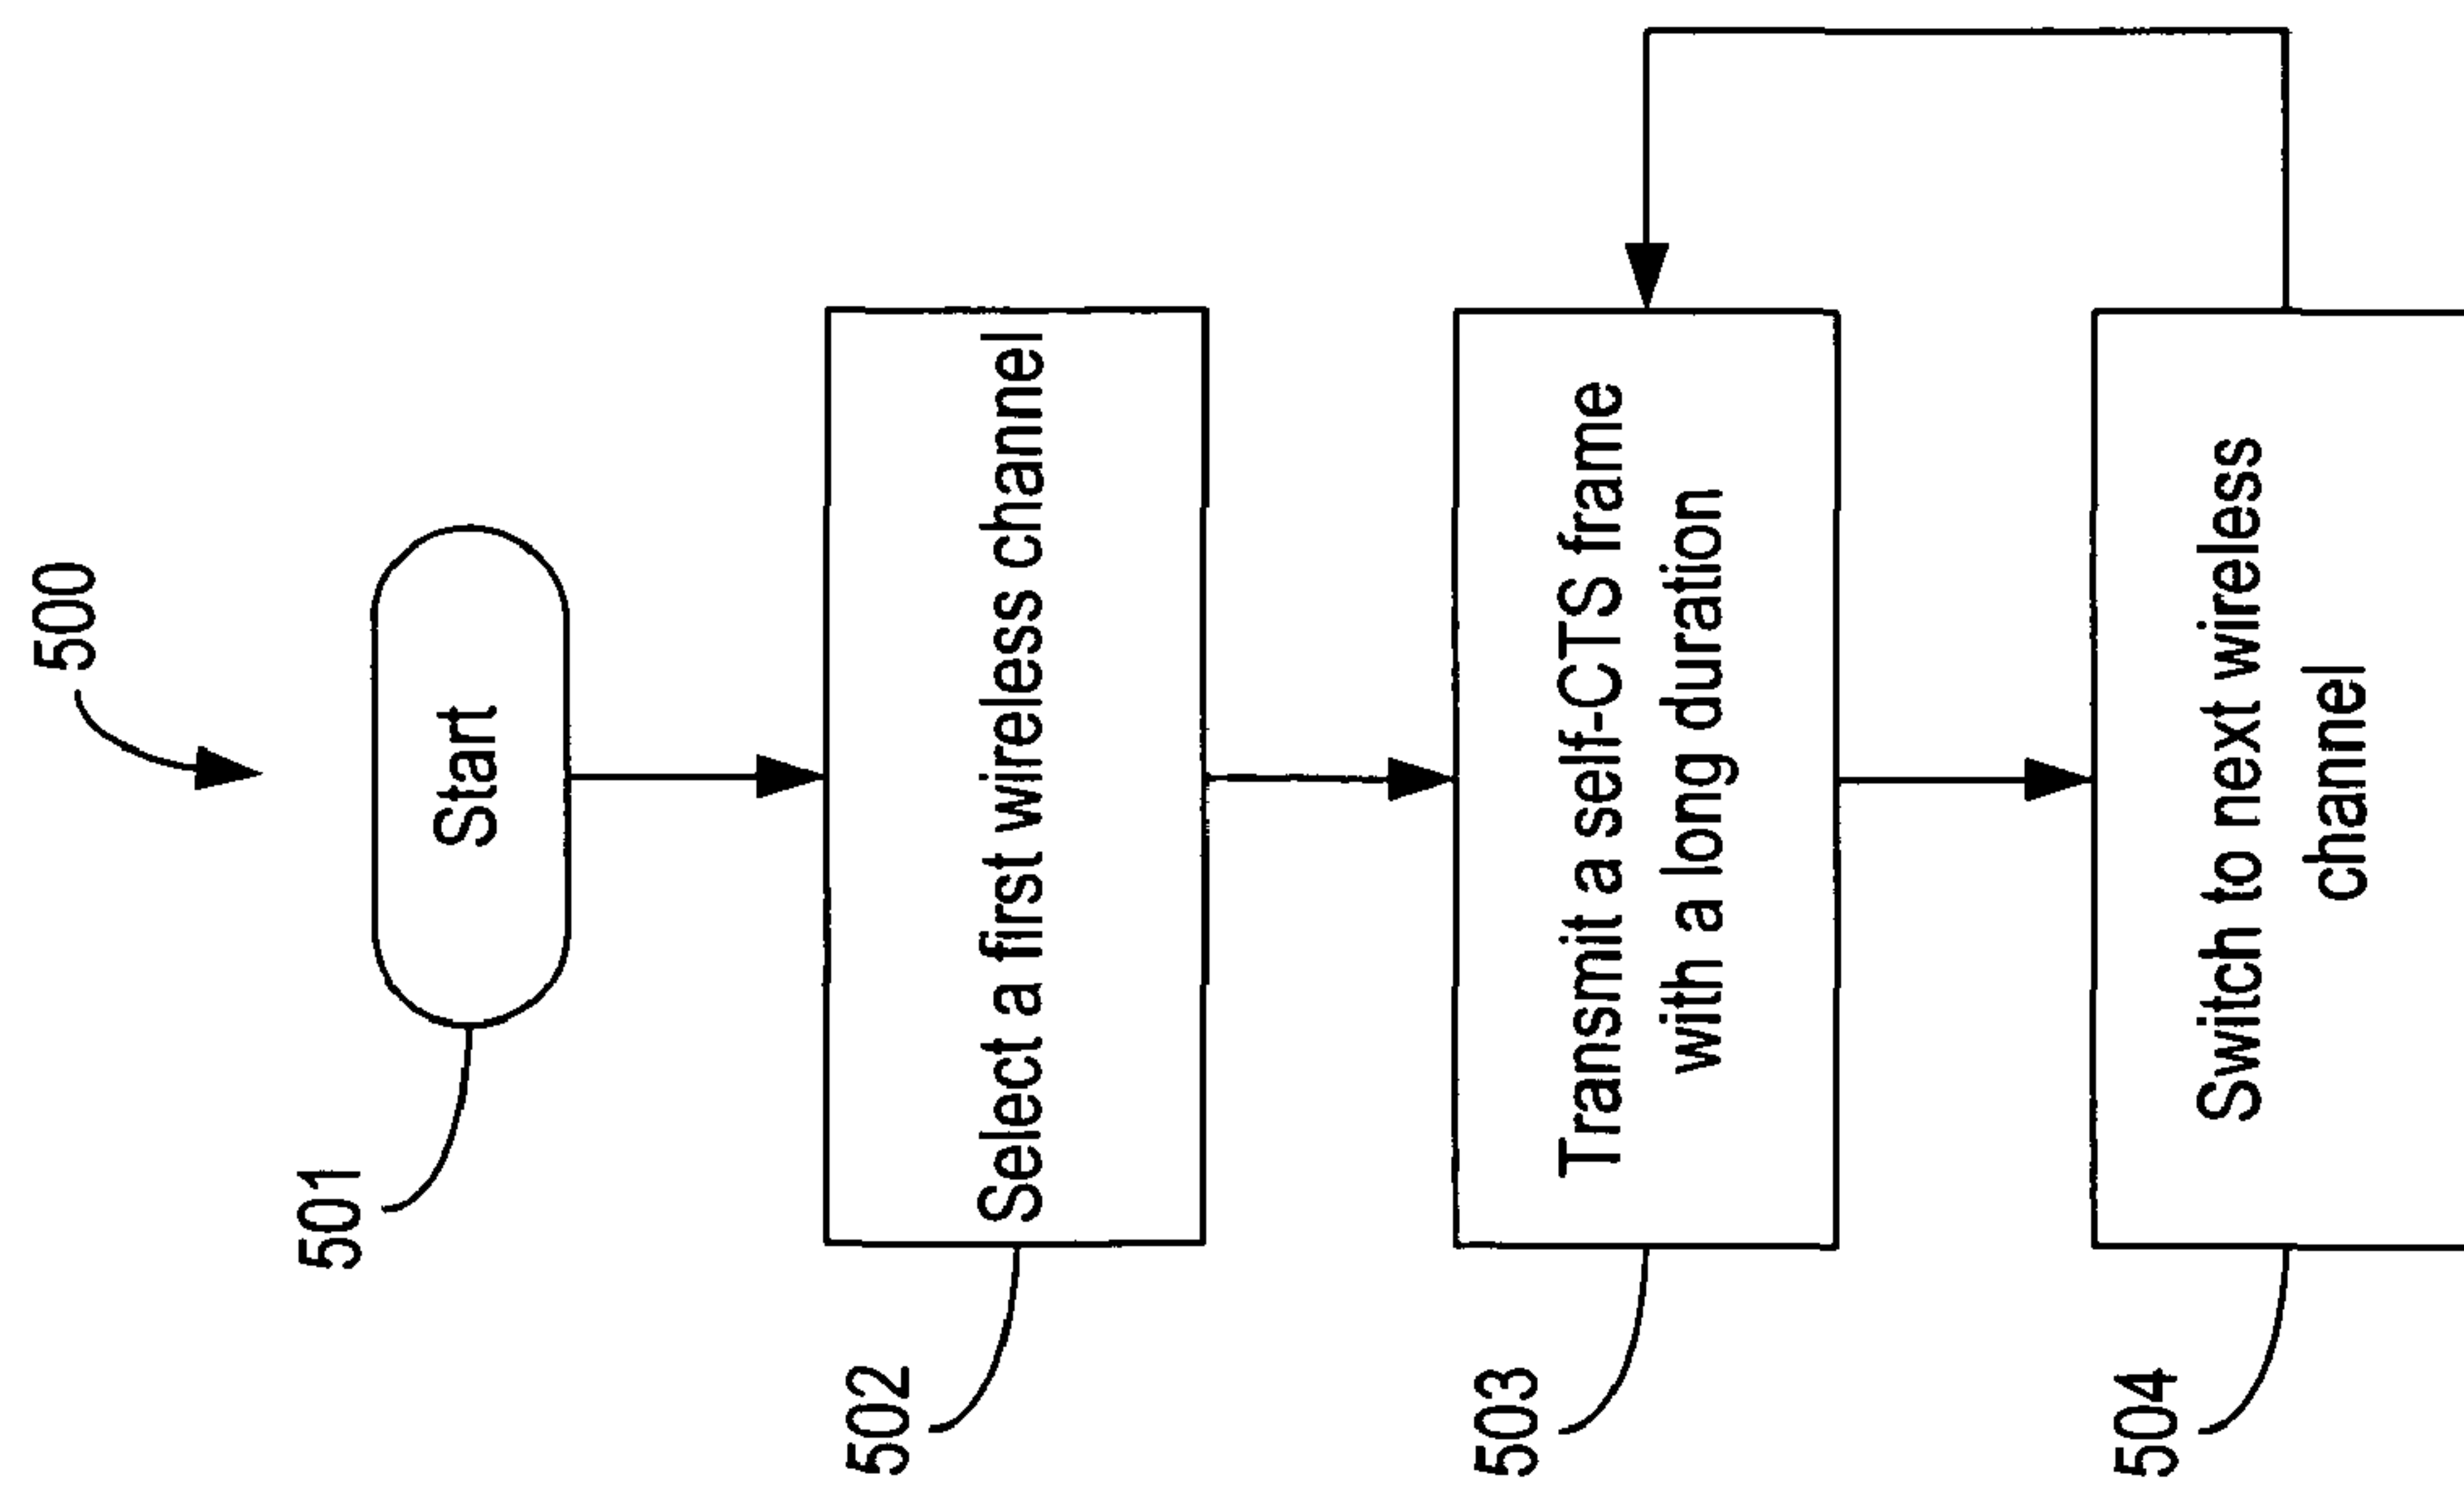 500
501
Start
502
Select a first wireless channel
503
Transmit a self-CTS frame
with a long duration
504
Switch to next wireless
channel